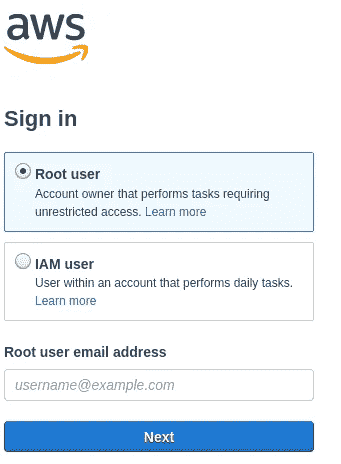 aws
Sign in
Root user
Account owner that performs tasks requiring
unrestricted access. Learn more
IAM user
User within an account that performs daily tasks.
Learn more
Root user email address
username@example.com
Next